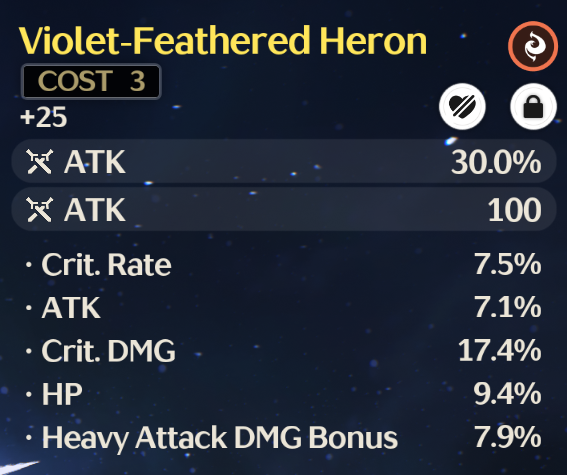 Violet-Feathered Heron
COST 3
+25
ATK 30.0%
ATK 100
· Crit. Rate 7.5%
· ATK 7.1%
· Crit. DMG 17.4%
· HP 9.4%
· Heavy Attack DMG Bonus 7.9%